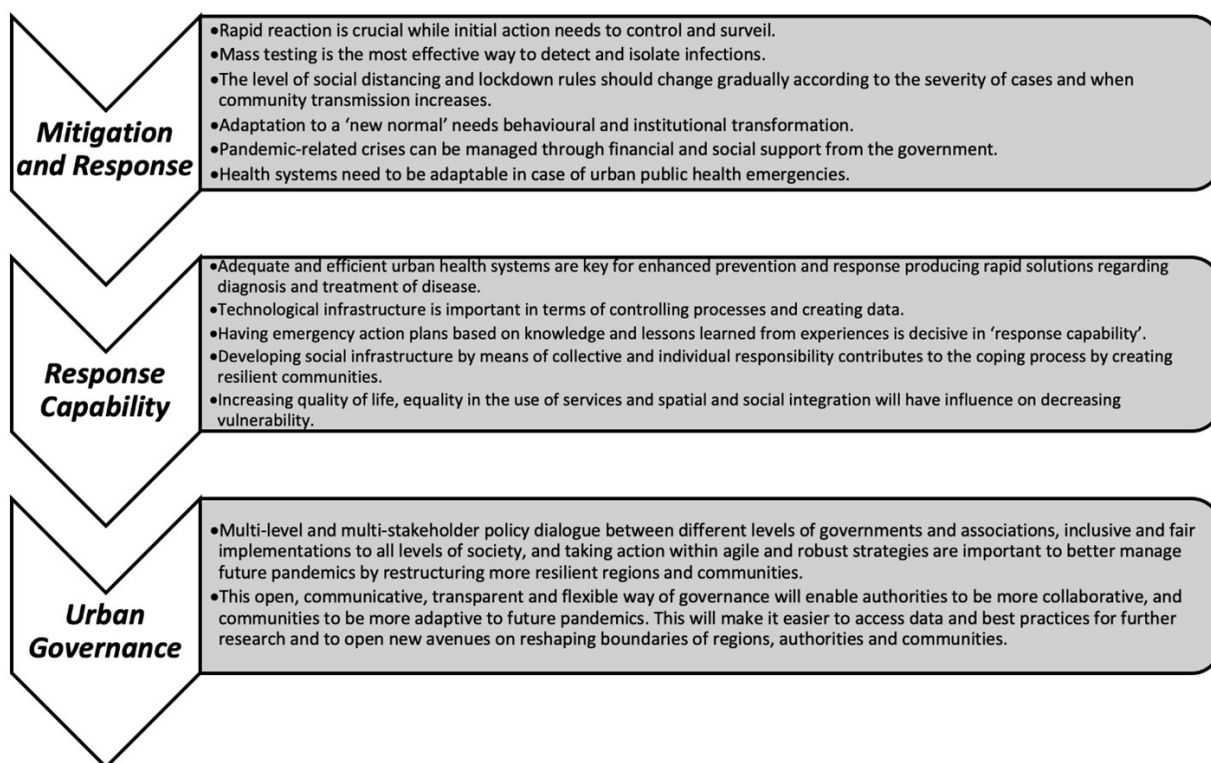 •Rapid reaction is crucial while initial action needs to control and surveil.
•Mass testing is the most effective way to detect and isolate infections.
•The level of social distancing and lockdown rules should change gradually according to the severity of cases and when
community transmission increases.
•Adaptation to a ‘new normal’ needs behavioural and institutional transformation.
•Pandemic-related crises can be managed through financial and social support from the government.
•Health systems need to be adaptable in case of urban public health emergencies.
Mitigation
and Response
•Adequate and efficient urban health systems are key for enhanced prevention and response producing rapid solutions regarding
diagnosis and treatment of disease.
•Technological infrastructure is important in terms of controlling processes and creating data.
•Having emergency action plans based on knowledge and lessons learned from experiences is decisive in ‘response capability’.
•Developing social infrastructure by means of collective and individual responsibility contributes to the coping process by creating
resilient communities.
•Increasing quality of life, equality in the use of services and spatial and social integration will have influence on decreasing
vulnerability.
Response
Capability
•Multi-level and multi-stakeholder policy dialogue between different levels of governments and associations, inclusive and fair
implementations to all levels of society, and taking action within agile and robust strategies are important to better manage
future pandemics by restructuring more resilient regions and communities.
•This open, communicative, transparent and flexible way of governance will enable authorities to be more collaborative, and
communities to be more adaptive to future pandemics. This will make it easier to access data and best practices for further
research and to open new avenues on reshaping boundaries of regions, authorities and communities.
Urban
Governance